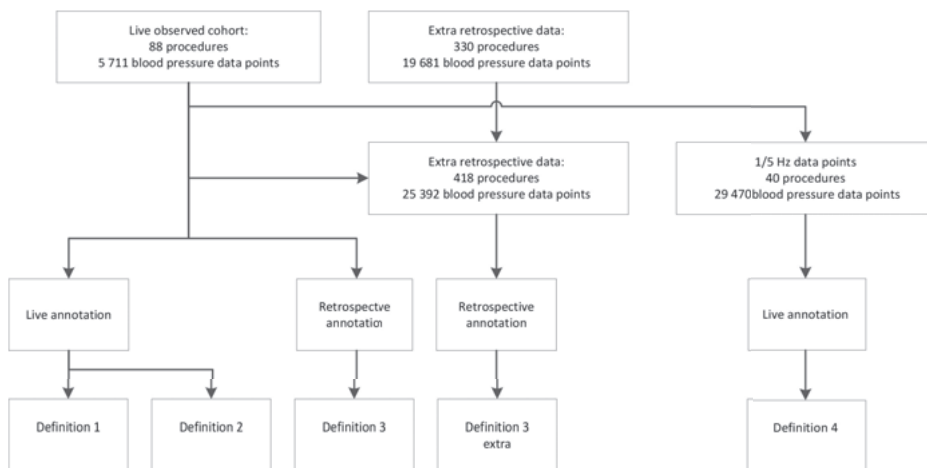 Live observed cohort:
88 procedures
5 711 blood pressure data points
Extra retrospective data:
330 procedures
19 681 blood pressure data points
Extra retrospective data:
418 procedures
25 392 blood pressure data points
1/5 Hz data points
40 procedures
29 470blood pressure data points
Live annotation
Retrospectve
annotation
Retrospective
annotation
Live annotation
Definition 1
Definition 2
Definition 3
Definition 3
extra
Definition 4